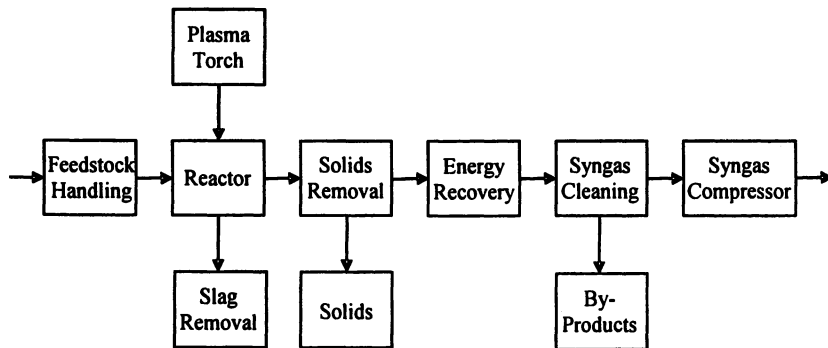 Plasma
Torch
Feedstock
Handling
Reactor
Solids
Removal
Energy
Recovery
Syngas
Cleaning
Syngas
Compressor
Slag
Removal
Solids
By-
Products